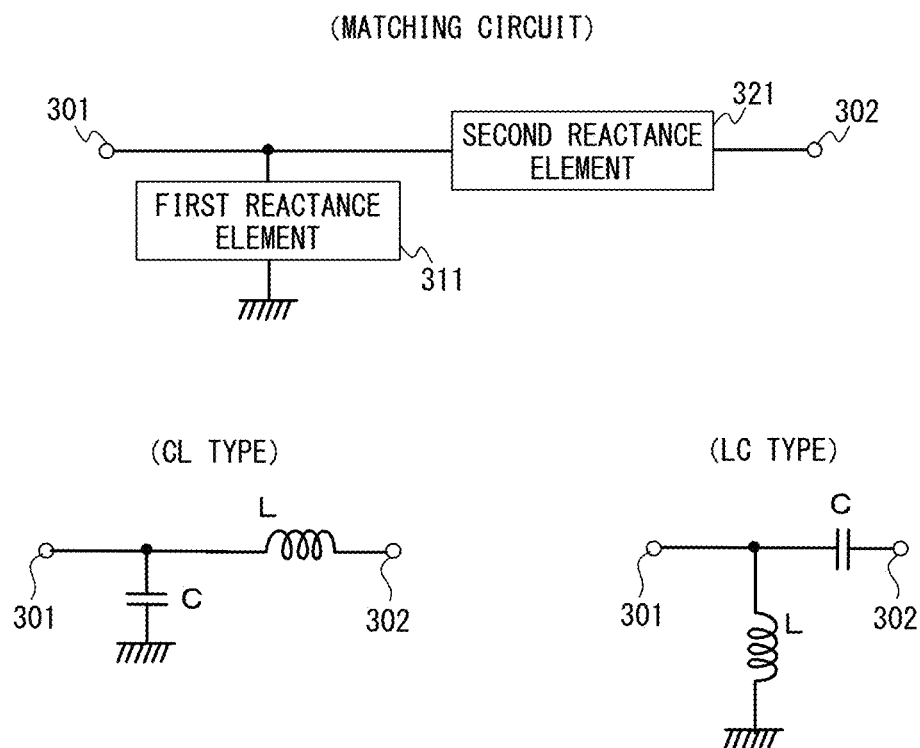 (MATCHING CIRCUIT)
301
321
302
SECOND REACTANCE
ELEMENT
FIRST REACTANCE
ELEMENT
311
(CL TYPE)
L
301
C
302
(LC TYPE)
C
301
L
302